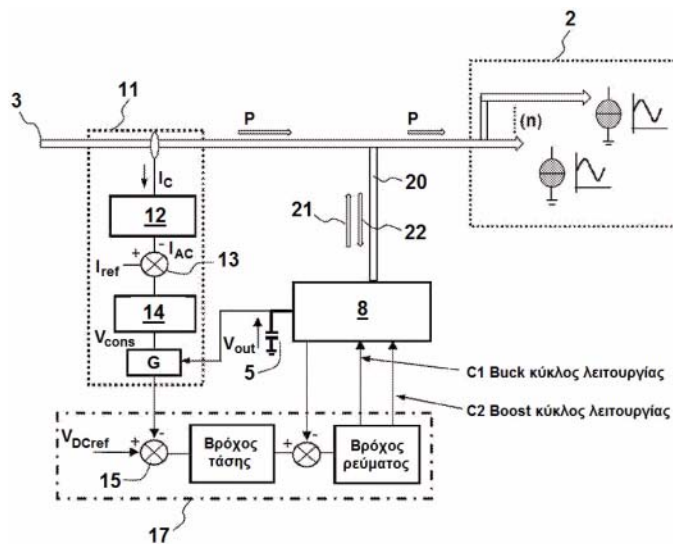 2
11
3
P
P
(n)
I_C
20
12
21
22
- I_AC
+
I_ref
13
14
8
V_cons
V_out
G
5
C1 Buck κύκλος λειτουργίας
C2 Boost κύκλος λειτουργίας
-
V_DCref
+
Βρόχος
τάσης
+
-
Βρόχος
ρεύματος
15
17